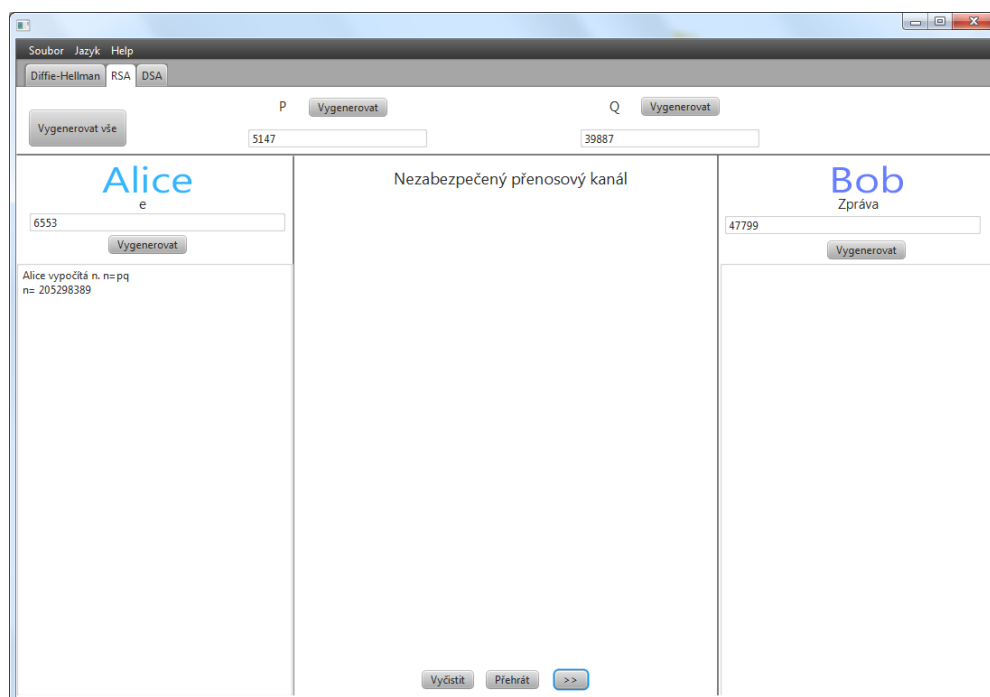 Soubor Jazyk Help
Diffie-Hellman RSA DSA
Vygenerovat vše
P Vygenerovat
Q Vygenerovat
5147
39887
Alice
e
6553
Vygenerovat
Alice vypočítá n. n=pq
n= 205298389
Nezabezpečený přenosový kanál
Vyčistit Přehrát >>
Bob
Zpráva
47799
Vygenerovat